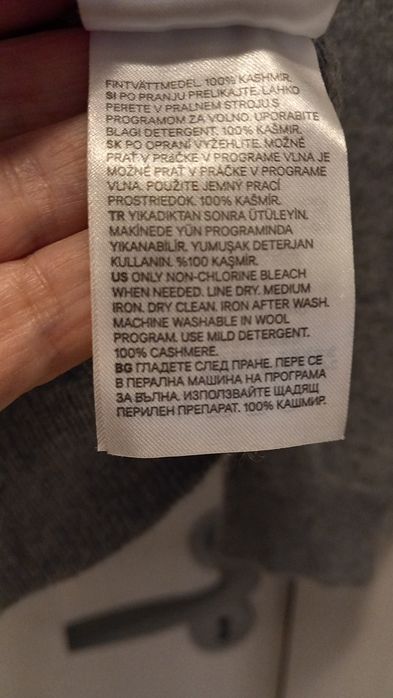 FINTVÄTTMEDEL. 100% KASHMIR.
SI PO PRANJU PRELIKAJTE. LAHKO
PERETE V PRALNEM STROJU S
PROGRAMOM ZA VOLNO. UPORABITE
BLAGI DETERGENT. 100% KAŠMIR.
SK PO OPRANÍ VYŽEHLITE. MOŽNÉ
PRAŤ V PRÁČKE V PROGRAME VLNA JE
MOŽNÉ PRAŤ V PRÁČKE V PROGRAME
VLNA. POUŽITE JEMNÝ PRACÍ
PROSTRIEDOK. 100% KAŠMÍR.
TR YIKADIKTAN SONRA ÜTÜLEYİN.
MAKİNEDE YÜN PROGRAMINDA
YIKANABİLİR. YUMUŞAK DETERJAN
KULLANIN. %100 KAŞMİR.
US ONLY NON-CHLORINE BLEACH
WHEN NEEDED. LINE DRY. MEDIUM
IRON. DRY CLEAN. IRON AFTER WASH.
MACHINE WASHABLE IN WOOL
PROGRAM. USE MILD DETERGENT.
100% CASHMERE.
BG ГЛАДЕТЕ СЛЕД ПРАНЕ. ПЕРЕ СЕ
В ПЕРАЛНА МАШИНА НА ПРОГРАМА
ЗА ВЪЛНА. ИЗПОЛЗВАЙТЕ ЩАДЯЩ
ПЕРИЛЕН ПРЕПАРАТ. 100% КАШМИР.